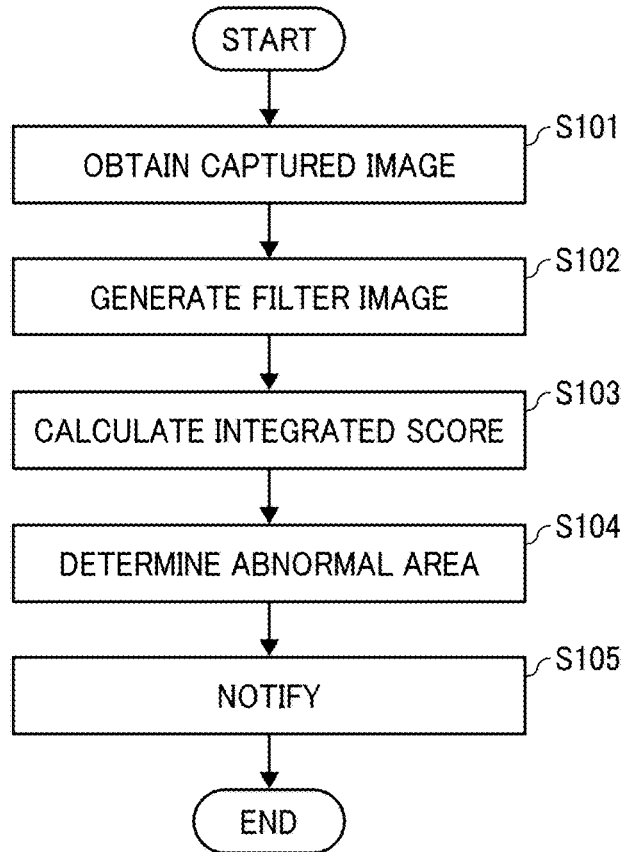 START
S101
OBTAIN CAPTURED IMAGE
S102
GENERATE FILTER IMAGE
S103
CALCULATE INTEGRATED SCORE
S104
DETERMINE ABNORMAL AREA
S105
NOTIFY
END